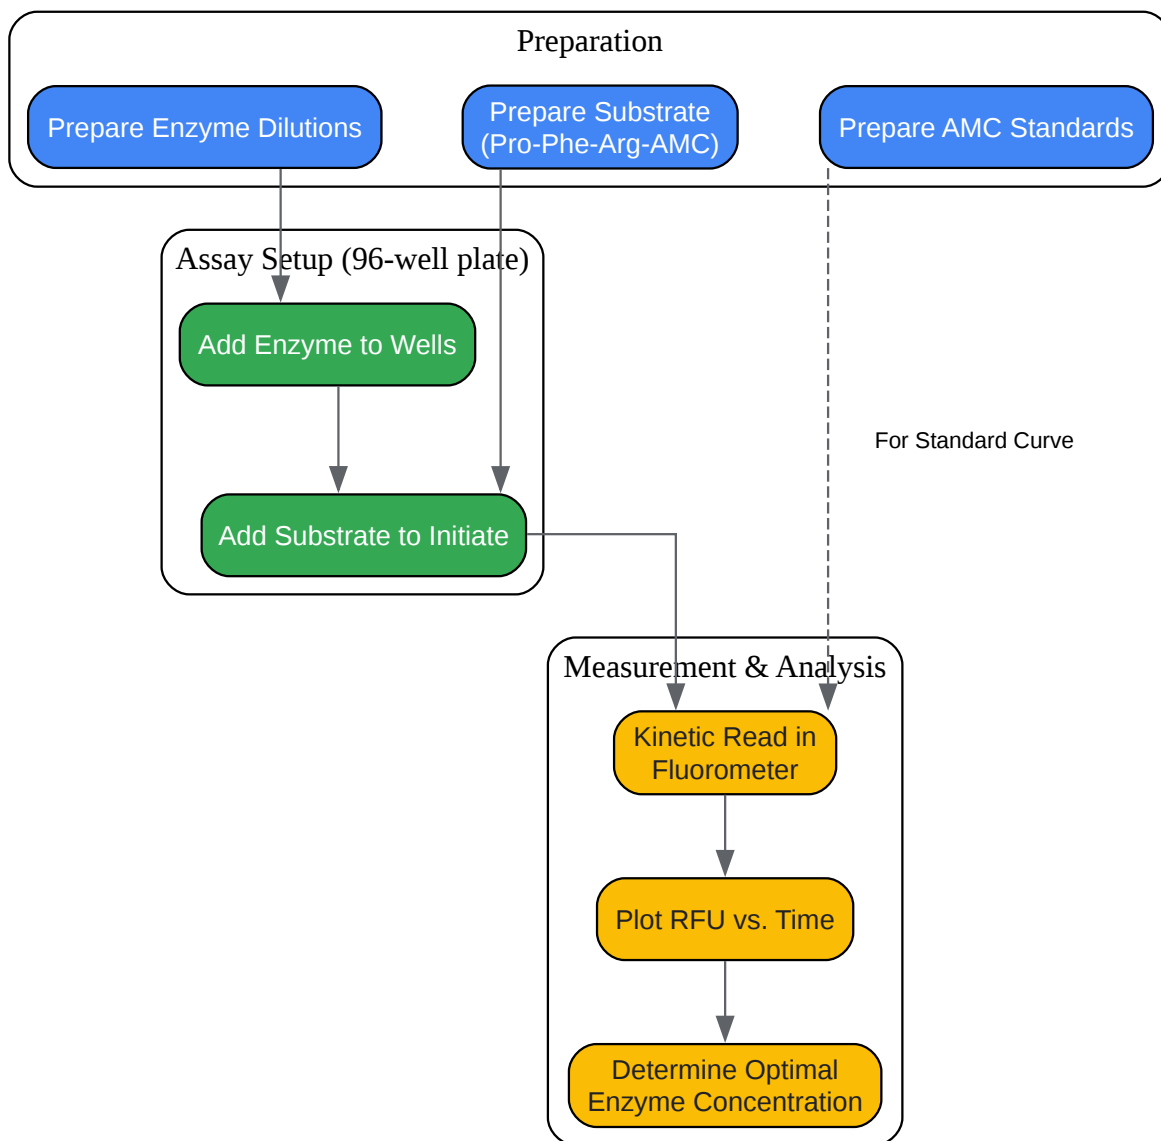 Preparation
Prepare Enzyme Dilutions
Prepare Substrate
(Pro-Phe-Arg-AMC)
Prepare AMC Standards
Assay Setup (96-well plate)
Add Enzyme to Wells
For Standard Curve
Add Substrate to Initiate
Measurement & Analysis
Kinetic Read in
Fluorometer
Plot RFU vs. Time
Determine Optimal
Enzyme Concentration